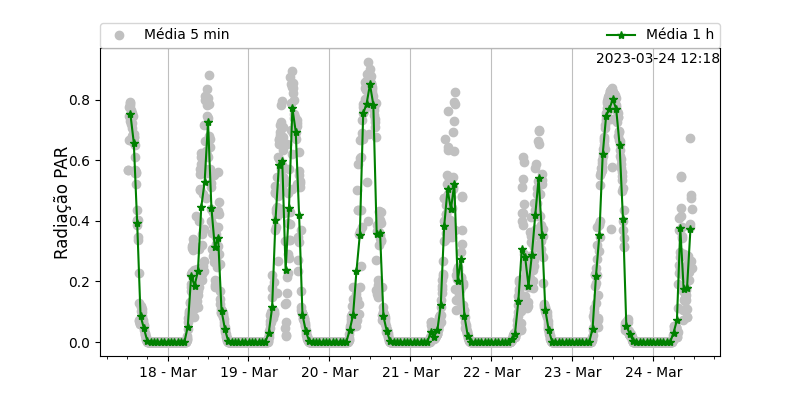 Média 5 min
Média 1 h
2023-03-24 12:18
Radiação PAR
0.8
0.6
0.4
0.2
0.0
18 - Mar
19 - Mar
20 - Mar
21 - Mar
22 - Mar
23 - Mar
24 - Mar